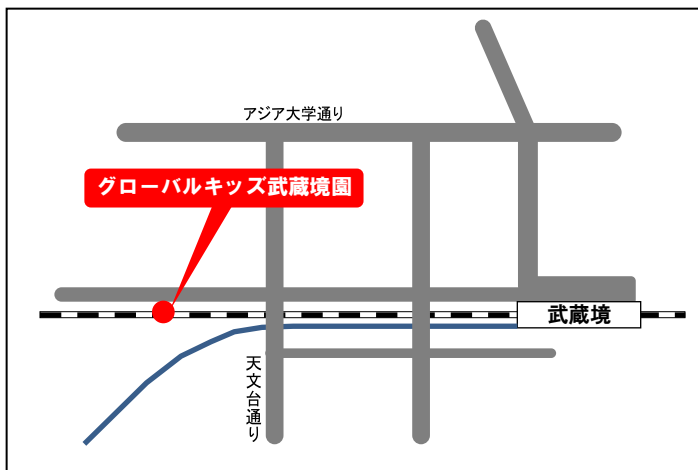 アジア大学通り
グローバルキッズ武蔵境園
武蔵境
天文台通り